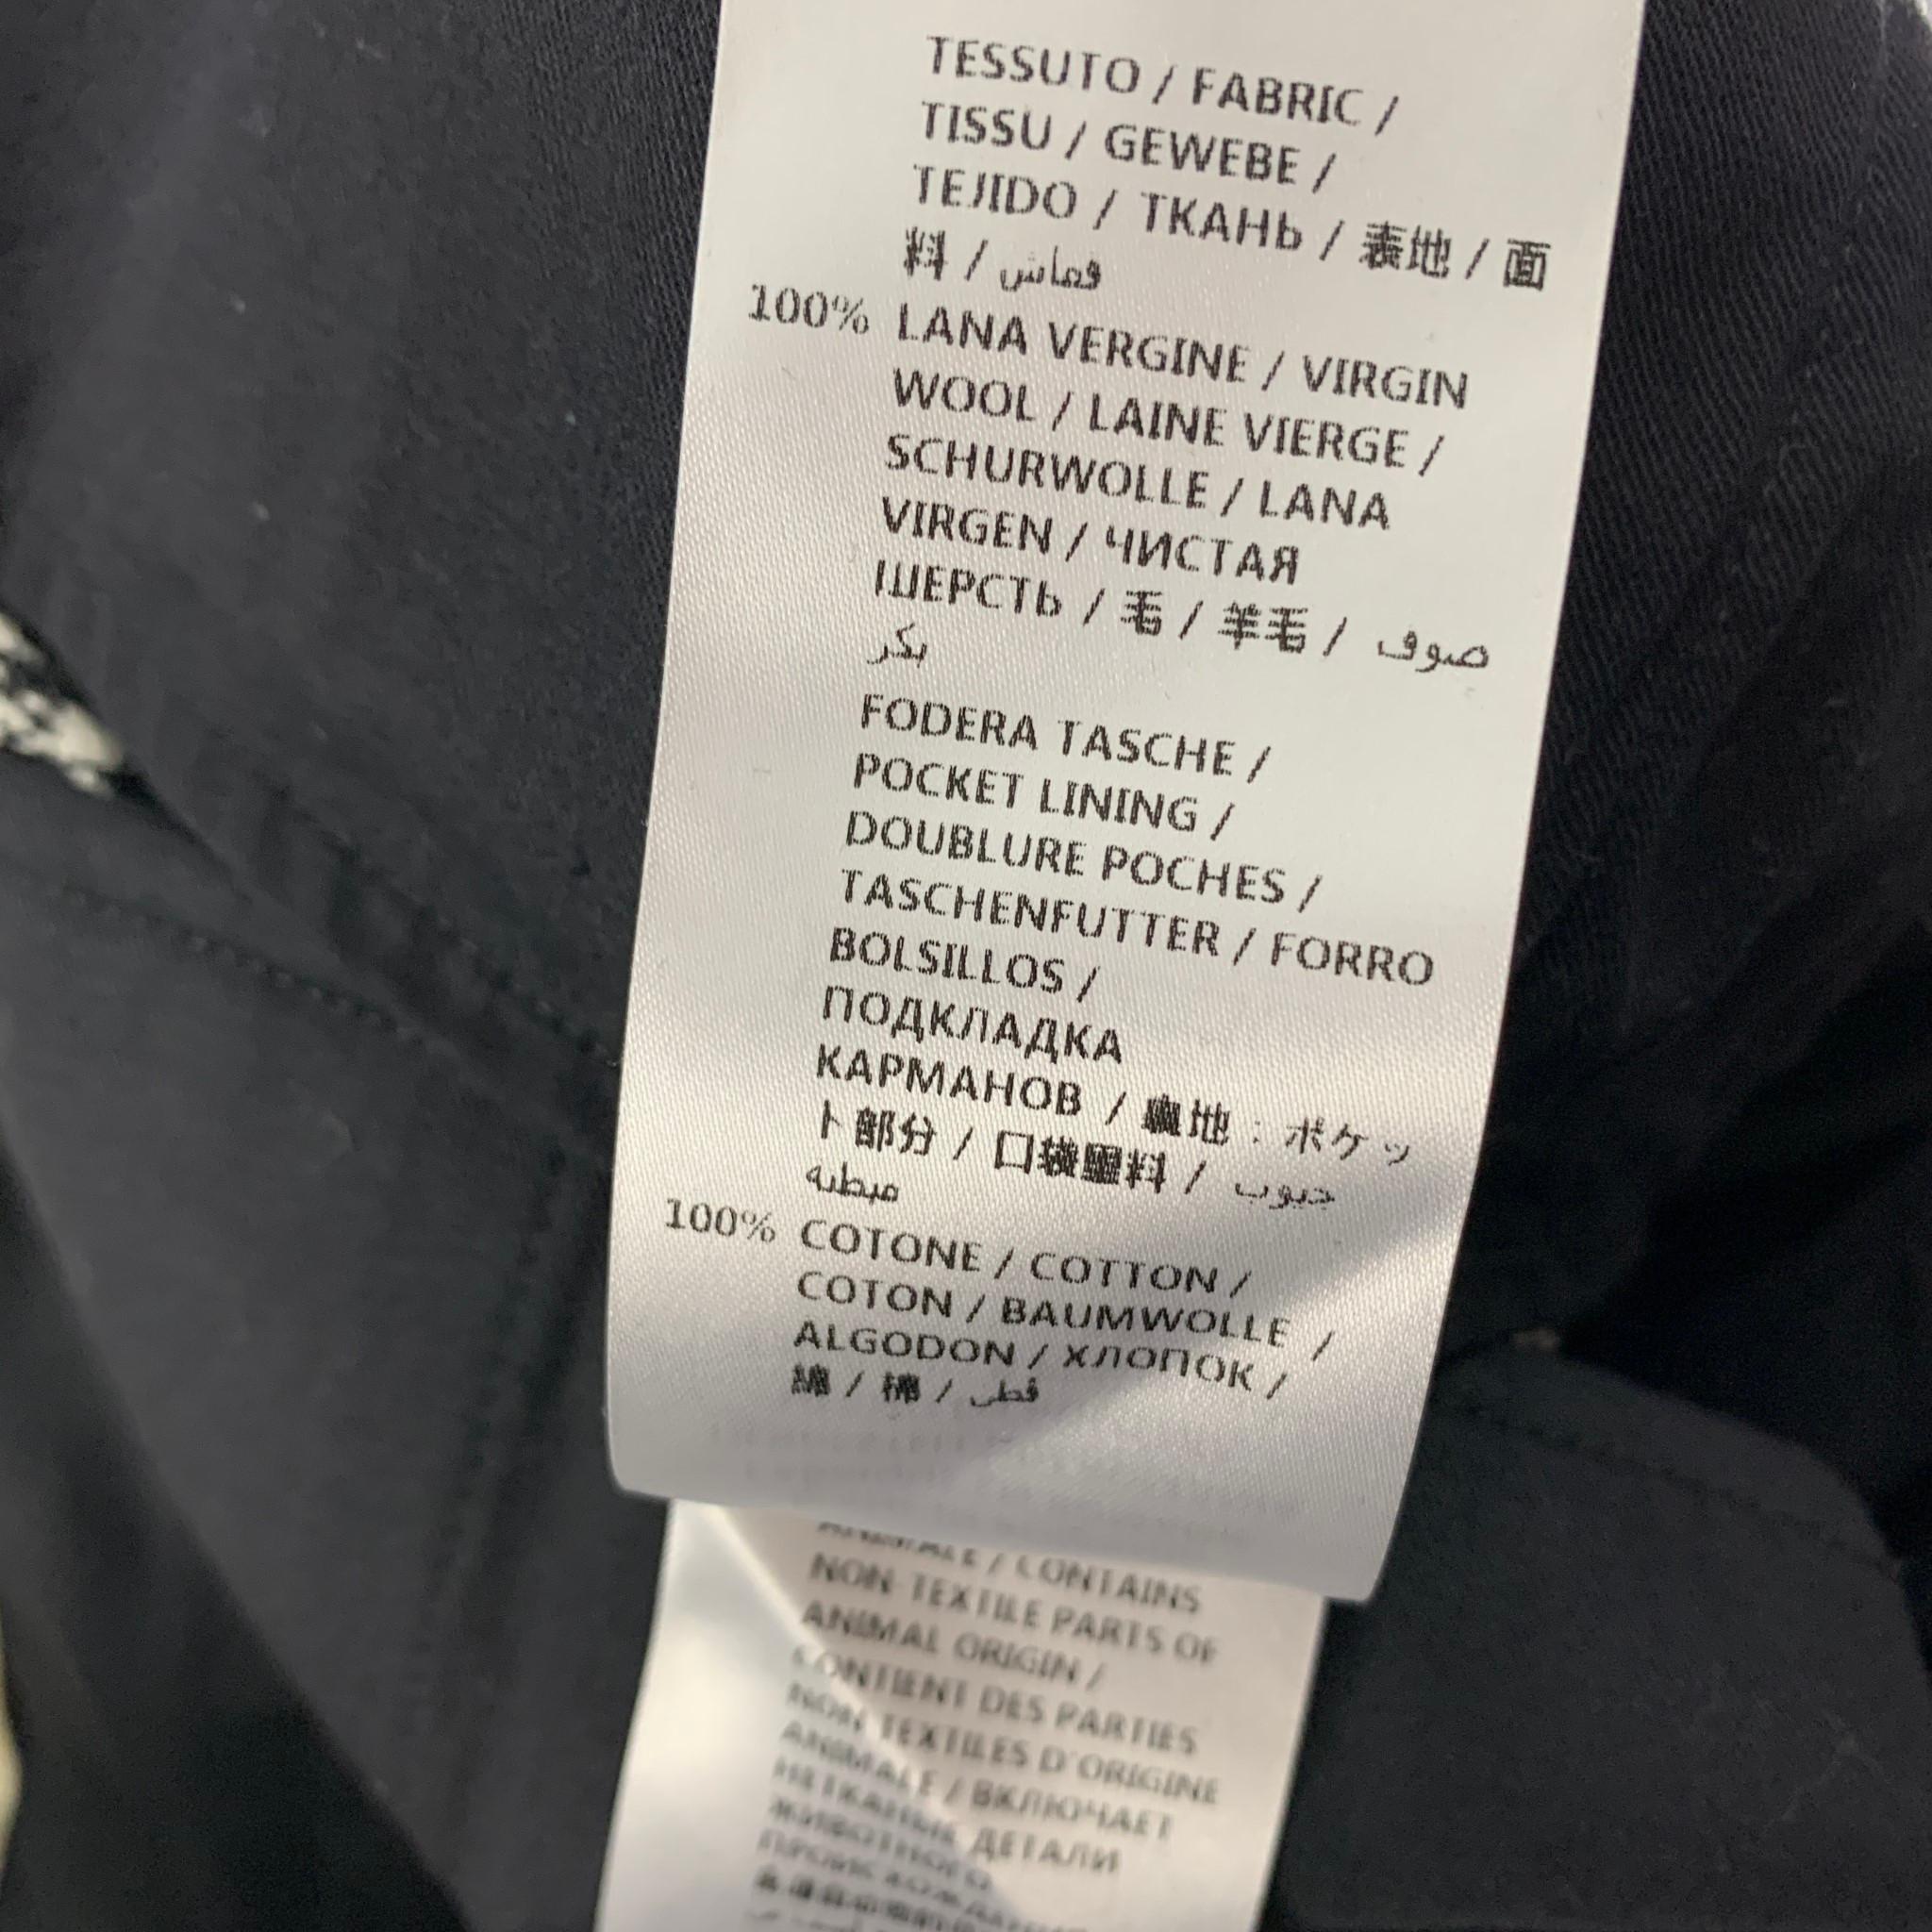 TESSUTO / FABRIC /
TISSU / GEWEBE /
TEJIDO / ТКАНЬ / 表地 / 面
料 / قماش
100% LANA VERGINE / VIRGIN
WOOL / LAINE VIERGE /
SCHURWOLLE / LANA
VIRGEN / ЧИСТАЯ
ШЕРСТЬ / 毛 / 羊毛 / صوف
بكر
FODERA TASCHE /
POCKET LINING /
DOUBLURE POCHES /
TASCHENFUTTER / FORRO
BOLSILLOS /
ПОДКЛАДКА
КАРМАНОВ / 裏地 : ポケッ
ト部分 / 口袋里料 / جيوب
مبطنه
100% COTONE / COTTON /
COTON / BAUMWOLLE /
ALGODON / ХЛОПОК /
綿 / 棉 / قطن
ANIMALE / CONTAINS
NON TEXTILE PARTS OF
ANIMAL ORIGIN /
CONTIENT DES PARTIES
NON TEXTILES D'ORIGINE
ANIMALE / ВКЛЮЧАЕТ
НЕТКАНЫЕ ДЕТАЛИ
ЖИВОТНОГО